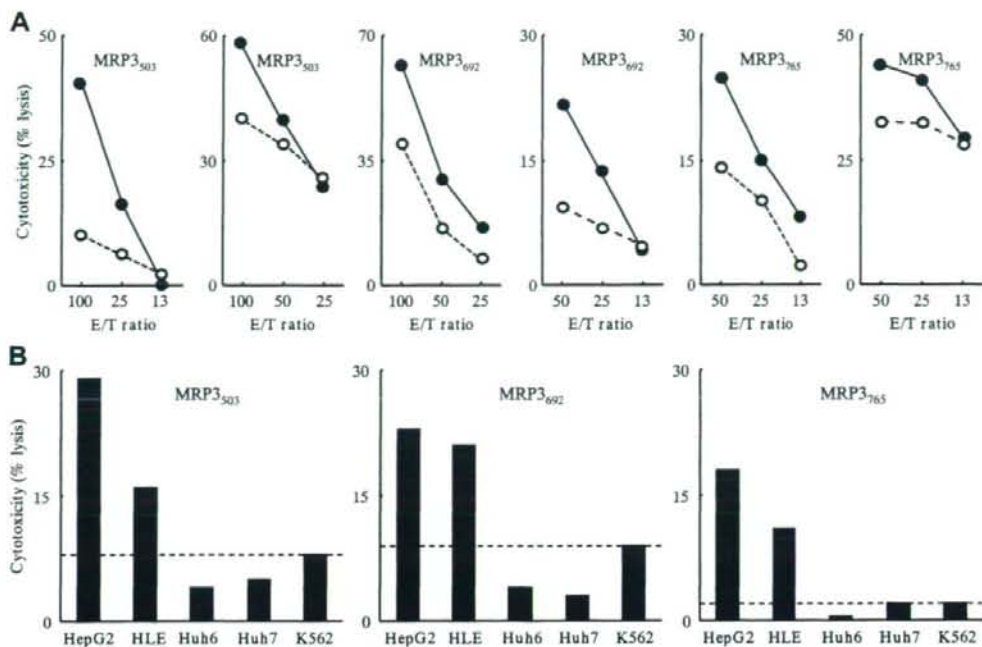 A
Cytotoxicity (% lysis)
50
25
0
MRP3₅₀₃
100 25 13
E/T ratio
60
30
0
MRP3₅₀₃
100 50 25
E/T ratio
70
35
0
MRP3₆₉₂
100 50 25
E/T ratio
30
15
0
MRP3₆₉₂
50 25 13
E/T ratio
30
15
0
MRP3₇₆₅
50 25 13
E/T ratio
50
25
0
MRP3₇₆₅
50 25 13
E/T ratio
B
Cytotoxicity (% lysis)
30
15
0
MRP3₅₀₃
HepG2 HLE Huh6 Huh7 K562
30
15
0
MRP3₆₉₂
HepG2 HLE Huh6 Huh7 K562
30
15
0
MRP3₇₆₅
HepG2 HLE Huh6 Huh7 K562